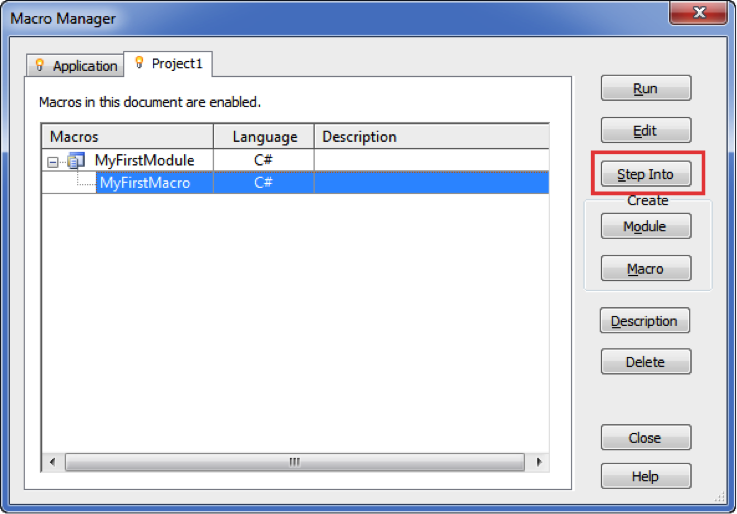 Macro Manager
Application
Project1
Macros in this document are enabled.
Macros Language Description
MyFirstModule C#
MyFirstMacro C#
Run
Edit
Step Into
Create
Module
Macro
Description
Delete
Close
Help